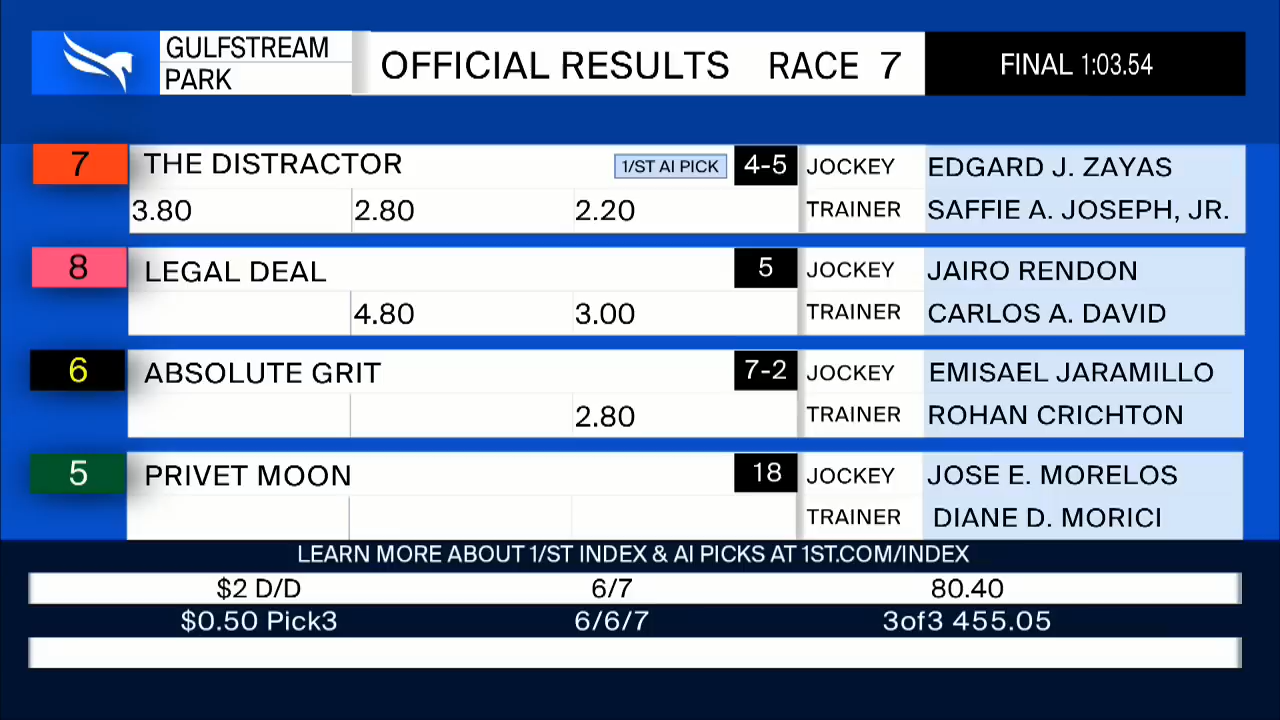 GULFSTREAM
PARK
OFFICIAL RESULTS RACE 7
FINAL 1:03.54
7 THE DISTRACTOR 1/ST AI PICK 4-5 JOCKEY EDGARD J. ZAYAS
3.80 2.80 2.20 TRAINER SAFFIE A. JOSEPH, JR.
8 LEGAL DEAL 5 JOCKEY JAIRO RENDON
4.80 3.00 TRAINER CARLOS A. DAVID
6 ABSOLUTE GRIT 7-2 JOCKEY EMISAEL JARAMILLO
2.80 TRAINER ROHAN CRICHTON
5 PRIVET MOON 18 JOCKEY JOSE E. MORELOS
TRAINER DIANE D. MORICI
LEARN MORE ABOUT 1/ST INDEX & AI PICKS AT 1ST.COM/INDEX
$2 D/D 6/7 80.40
$0.50 Pick3 6/6/7 3of3 455.05